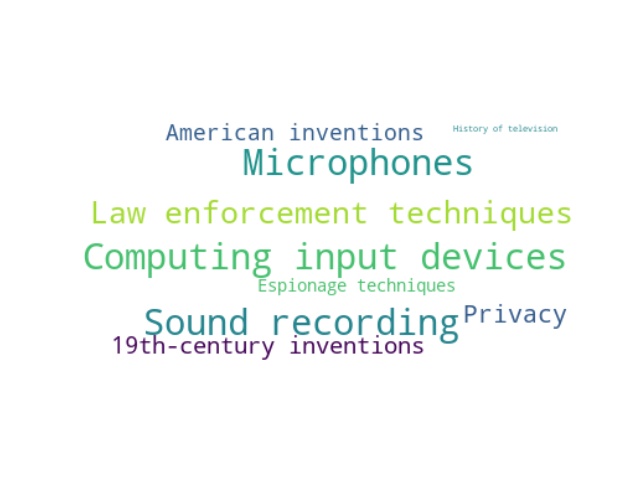 American inventions
History of television
Microphones
Law enforcement techniques
Computing input devices
Espionage techniques
Sound recording
Privacy
19th-century inventions